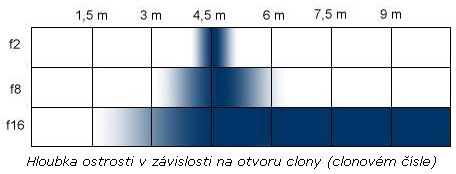 1,5 m 3 m 4,5 m 6 m 7,5 m 9 m
f2
f8
f16
Hloubka ostrosti v závislosti na otvoru clony (clonovém čísle)